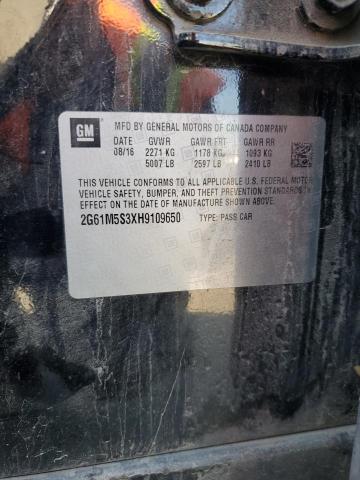 GM
MFD BY GENERAL MOTORS OF CANADA COMPANY
DATE GVWR GAWR FRT GAWR RR
08/16 2271 KG 1178 KG 1093 KG
5007 LB 2597 LB 2410 LB
THIS VEHICLE CONFORMS TO ALL APPLICABLE U.S. FEDERAL MOTOR
VEHICLE SAFETY, BUMPER, AND THEFT PREVENTION STANDARDS IN
EFFECT ON THE DATE OF MANUFACTURE SHOWN ABOVE.
2G61M5S3XH9109650 TYPE: PASS CAR